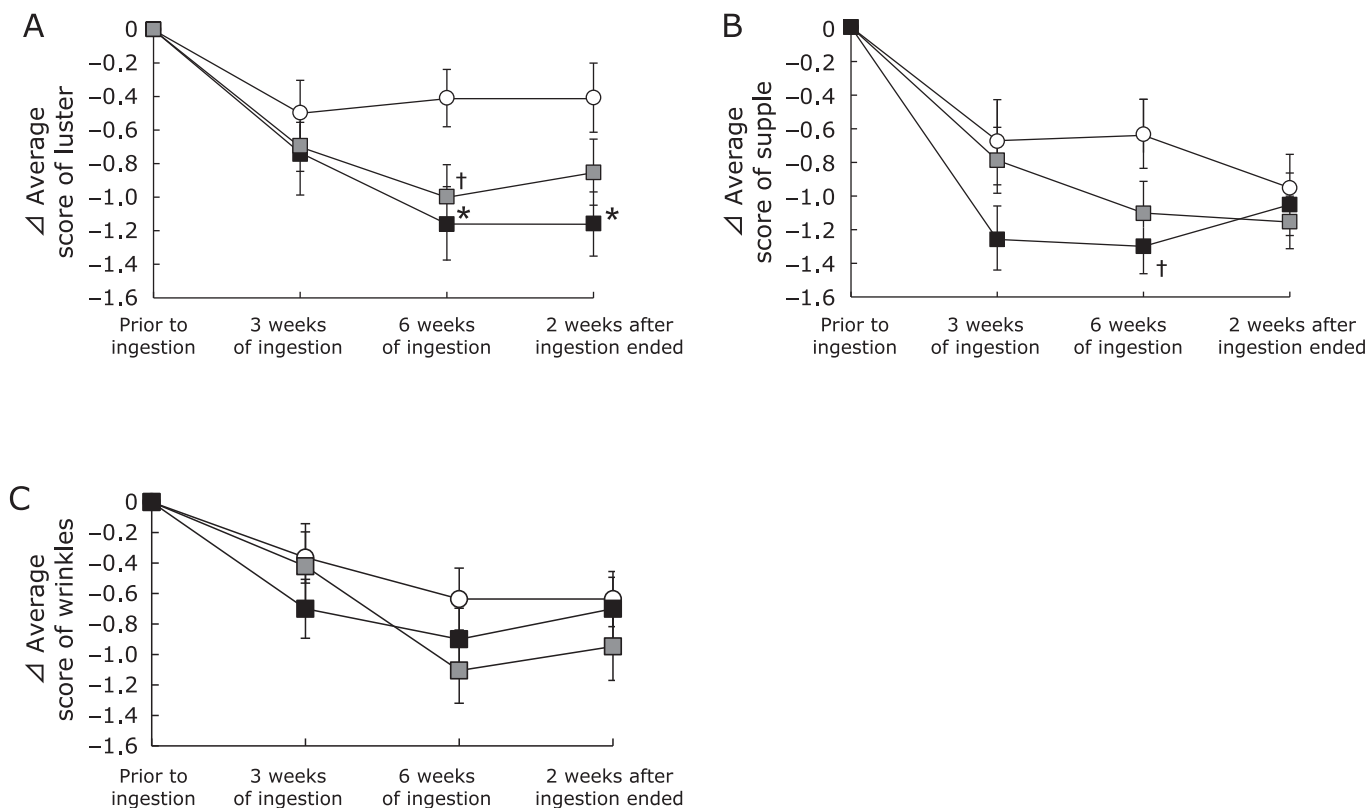 A
⊿ Average
score of luster
0
−0.2
−0.4
−0.6
−0.8
−1.0
−1.2
−1.4
−1.6
†
*
*
Prior to
ingestion
3 weeks
of ingestion
6 weeks
of ingestion
2 weeks after
ingestion ended
B
⊿ Average
score of supple
0
−0.2
−0.4
−0.6
−0.8
−1.0
−1.2
−1.4
−1.6
†
Prior to
ingestion
3 weeks
of ingestion
6 weeks
of ingestion
2 weeks after
ingestion ended
C
⊿ Average
score of wrinkles
0
−0.2
−0.4
−0.6
−0.8
−1.0
−1.2
−1.4
−1.6
Prior to
ingestion
3 weeks
of ingestion
6 weeks
of ingestion
2 weeks after
ingestion ended